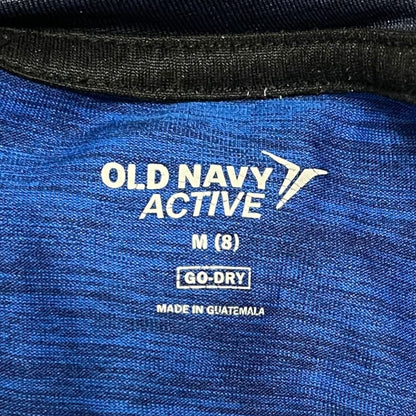 OLD NAVY
ACTIVE
M (8)
GO-DRY
MADE IN GUATEMALA